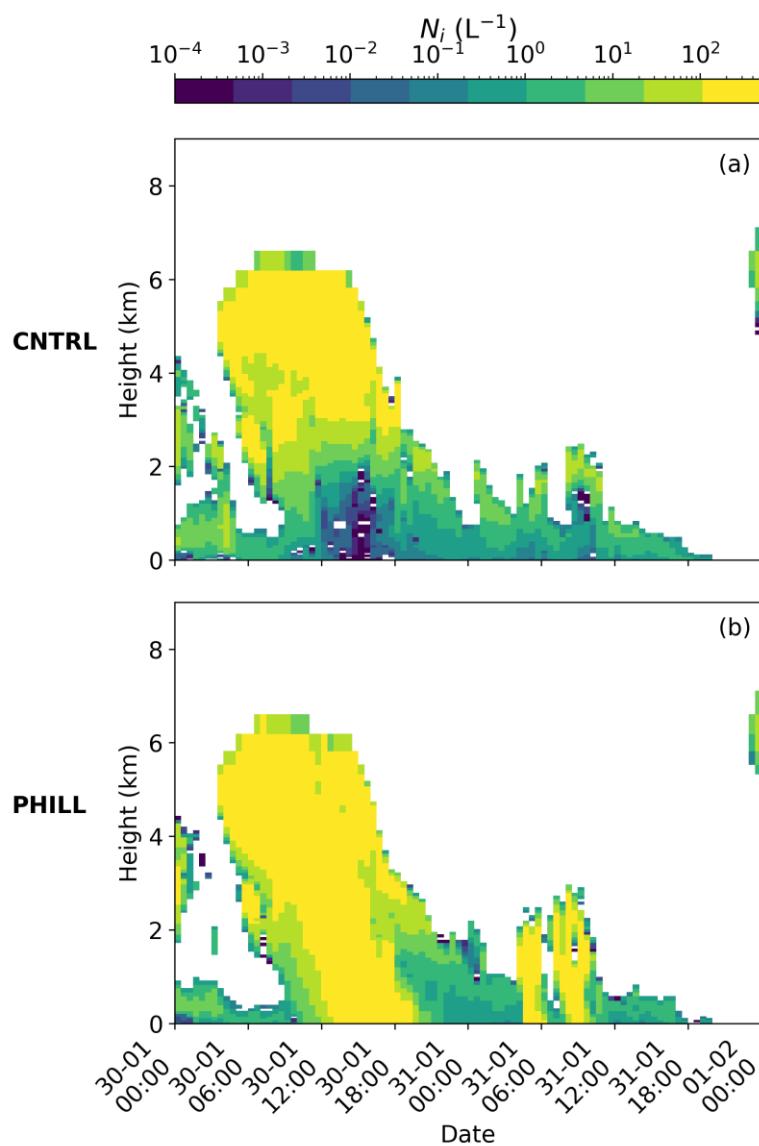 N_i (L⁻¹)
10⁻⁴ 10⁻³ 10⁻² 10⁻¹ 10⁰ 10¹ 10²
(a)
CNTRL
Height (km)
8
6
4
2
0
(b)
PHILL
Height (km)
8
6
4
2
0
30-01 00:00
30-01 06:00
30-01 12:00
30-01 18:00
31-01 00:00
31-01 06:00
31-01 12:00
31-01 18:00
01-02 00:00
Date